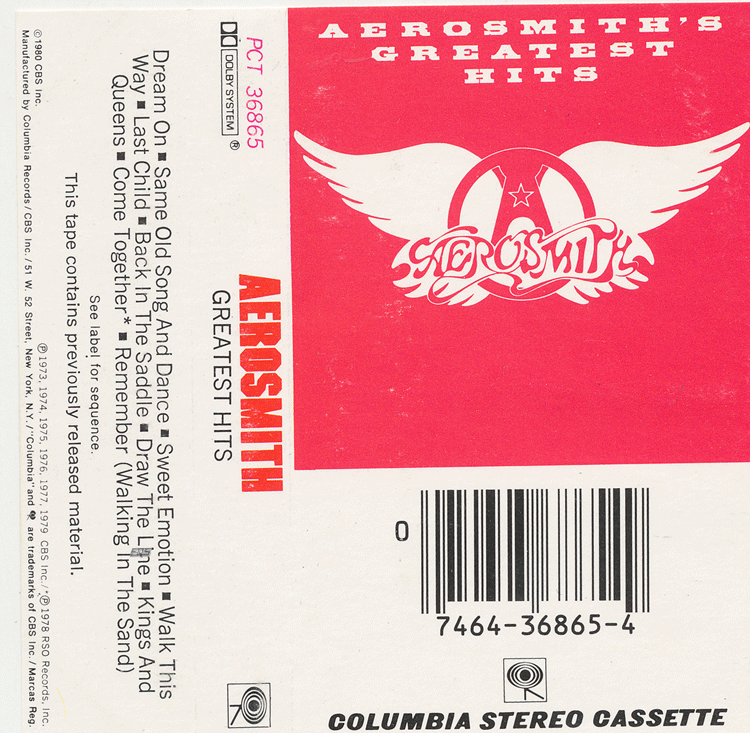 AEROSMITH'S
GREATEST
HITS
AEROSMITH
0
7464-36865-4
COLUMBIA STEREO CASSETTE
AEROSMITH
GREATEST HITS
PCT 36865
DOLBY SYSTEM ®
Dream On ■ Same Old Song And Dance ■ Sweet Emotion ■ Walk This
Way ■ Last Child ■ Back In The Saddle ■ Draw The Line ■ Kings And
Queens ■ Come Together* ■ Remember (Walking In The Sand)
See label for sequence.
This tape contains previously released material.
℗ 1973, 1974, 1975, 1976, 1977, 1979 CBS Inc./*℗ 1978 RSO Records, Inc.
© 1980 CBS Inc.
Manufactured by Columbia Records/CBS Inc./51 W. 52 Street, New York, N.Y./"Columbia" and are trademarks of CBS Inc./Marcas Reg.